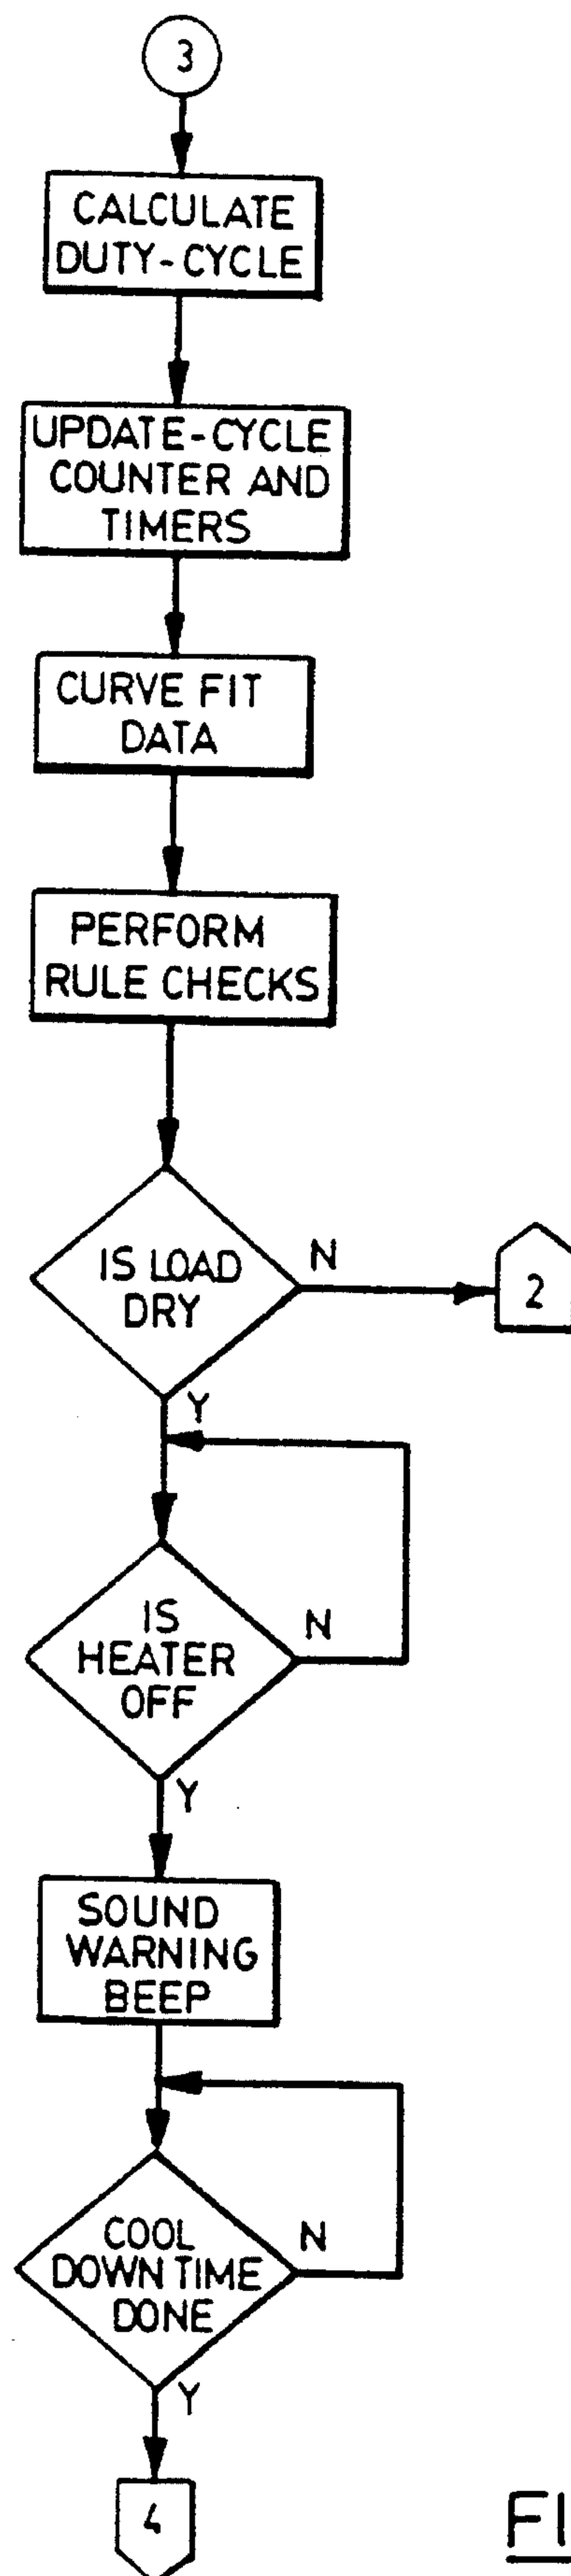 3
CALCULATE
DUTY-CYCLE
UPDATE-CYCLE
COUNTER AND
TIMERS
CURVE FIT
DATA
PERFORM
RULE CHECKS
IS LOAD
DRY
N
2
Y
IS
HEATER
OFF
N
Y
SOUND
WARNING
BEEP
COOL
DOWN TIME
DONE
N
Y
4
FI